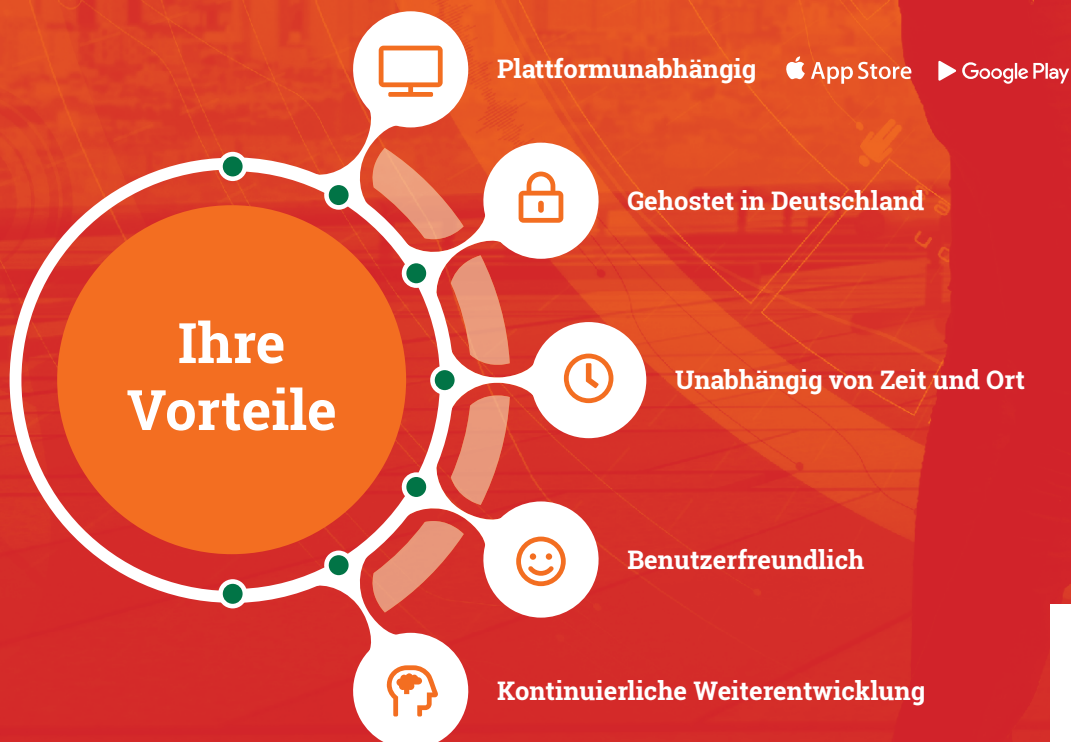 Plattformunabhängig App Store Google Play
Gehostet in Deutschland
Ihre
Vorteile
Unabhängig von Zeit und Ort
Benutzerfreundlich
Kontinuierliche Weiterentwicklung